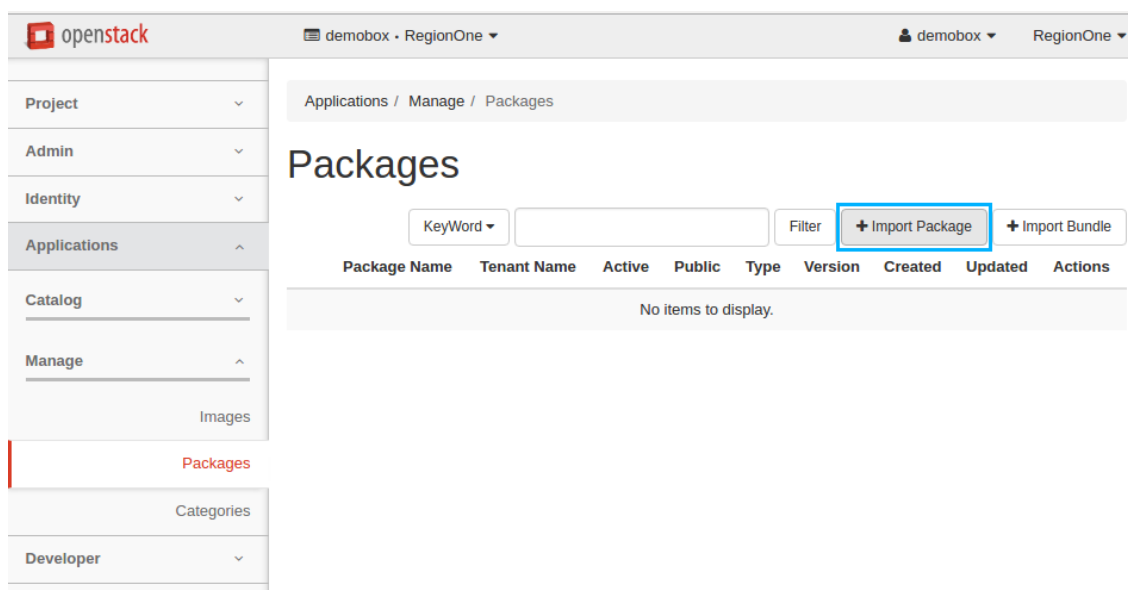 openstack
demobox • RegionOne
demobox
RegionOne
Project
Admin
Identity
Applications
Catalog
Manage
Images
Packages
Categories
Developer
Applications / Manage / Packages
Packages
KeyWord
Filter
+ Import Package
+ Import Bundle
Package Name Tenant Name Active Public Type Version Created Updated Actions
No items to display.